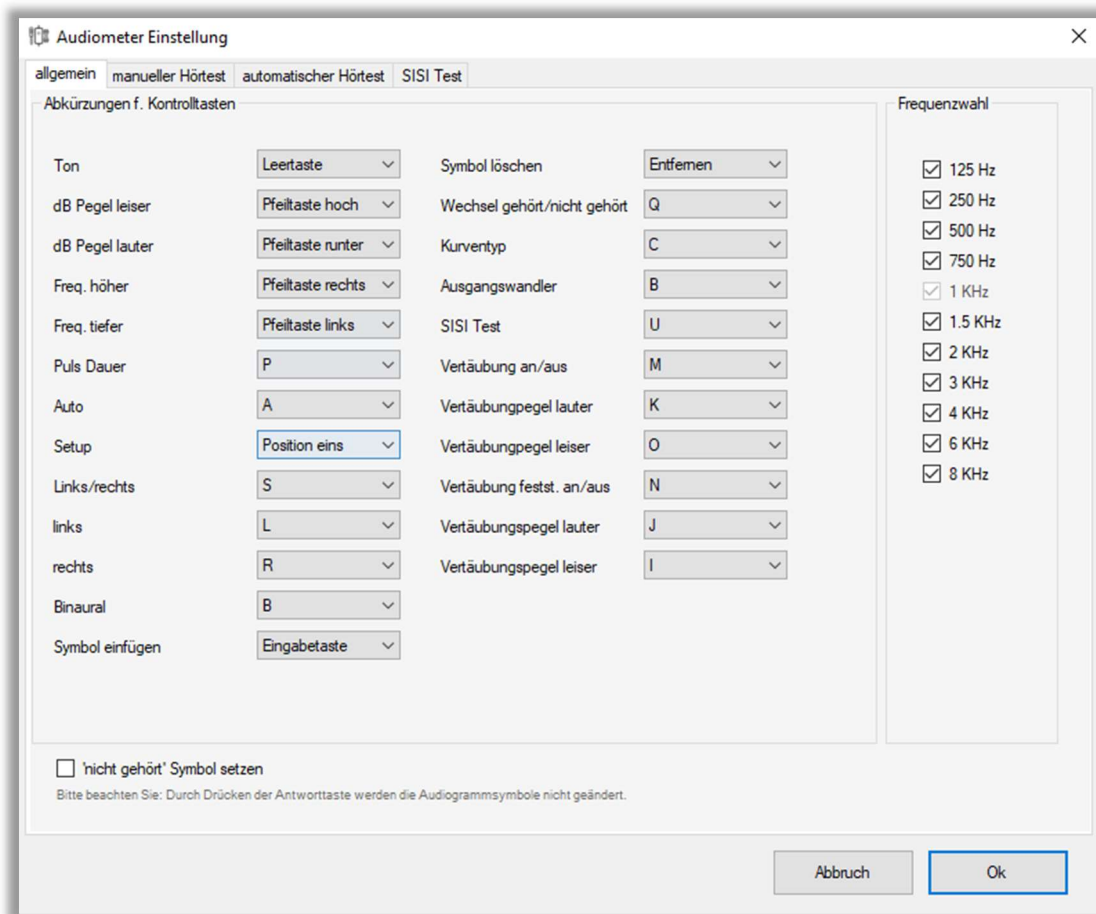 Audiometer Einstellung
allgemein manueller Hörtest automatischer Hörtest SISI Test
Abkürzungen f. Kontrolltasten
Ton Leertaste
dB Pegel leiser Pfeiltaste hoch
dB Pegel lauter Pfeiltaste runter
Freq. höher Pfeiltaste rechts
Freq. tiefer Pfeiltaste links
Puls Dauer P
Auto A
Setup Position eins
Links/rechts S
links L
rechts R
Binaural B
Symbol einfügen Eingabetaste
Symbol löschen Entfernen
Wechsel gehört/nicht gehört Q
Kurventyp C
Ausgangswandler B
SISI Test U
Vertäubung an/aus M
Vertäubungpegel lauter K
Vertäubungpegel leiser O
Vertäubung festst. an/aus N
Vertäubungspegel lauter J
Vertäubungspegel leiser I
Frequenzwahl
125 Hz
250 Hz
500 Hz
750 Hz
1 KHz
1.5 KHz
2 KHz
3 KHz
4 KHz
6 KHz
8 KHz
'nicht gehört' Symbol setzen
Bitte beachten Sie: Durch Drücken der Antworttaste werden die Audiogrammsymbole nicht geändert.
Abbruch Ok